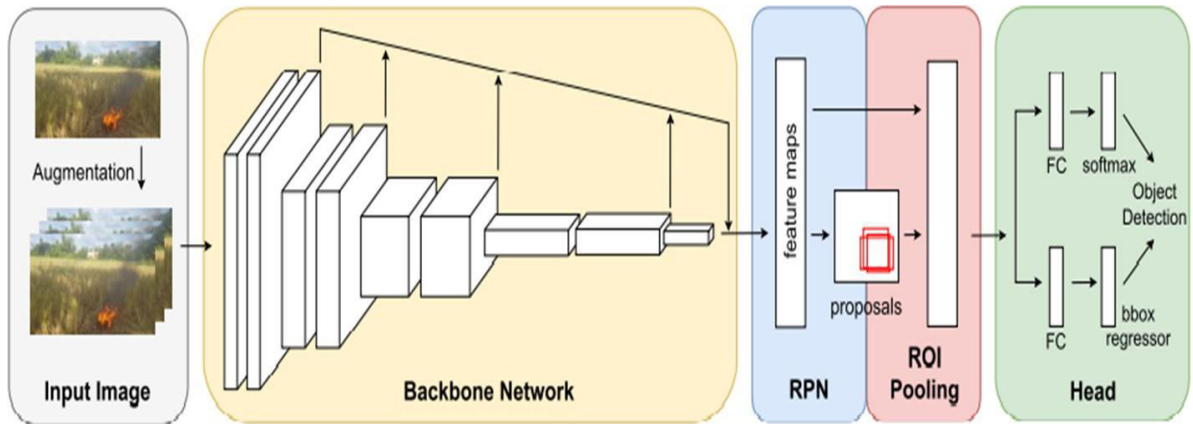 Augmentation
Input Image
Backbone Network
feature maps
proposals
RPN
ROI
Pooling
FC
softmax
Object
Detection
FC
bbox
regressor
Head